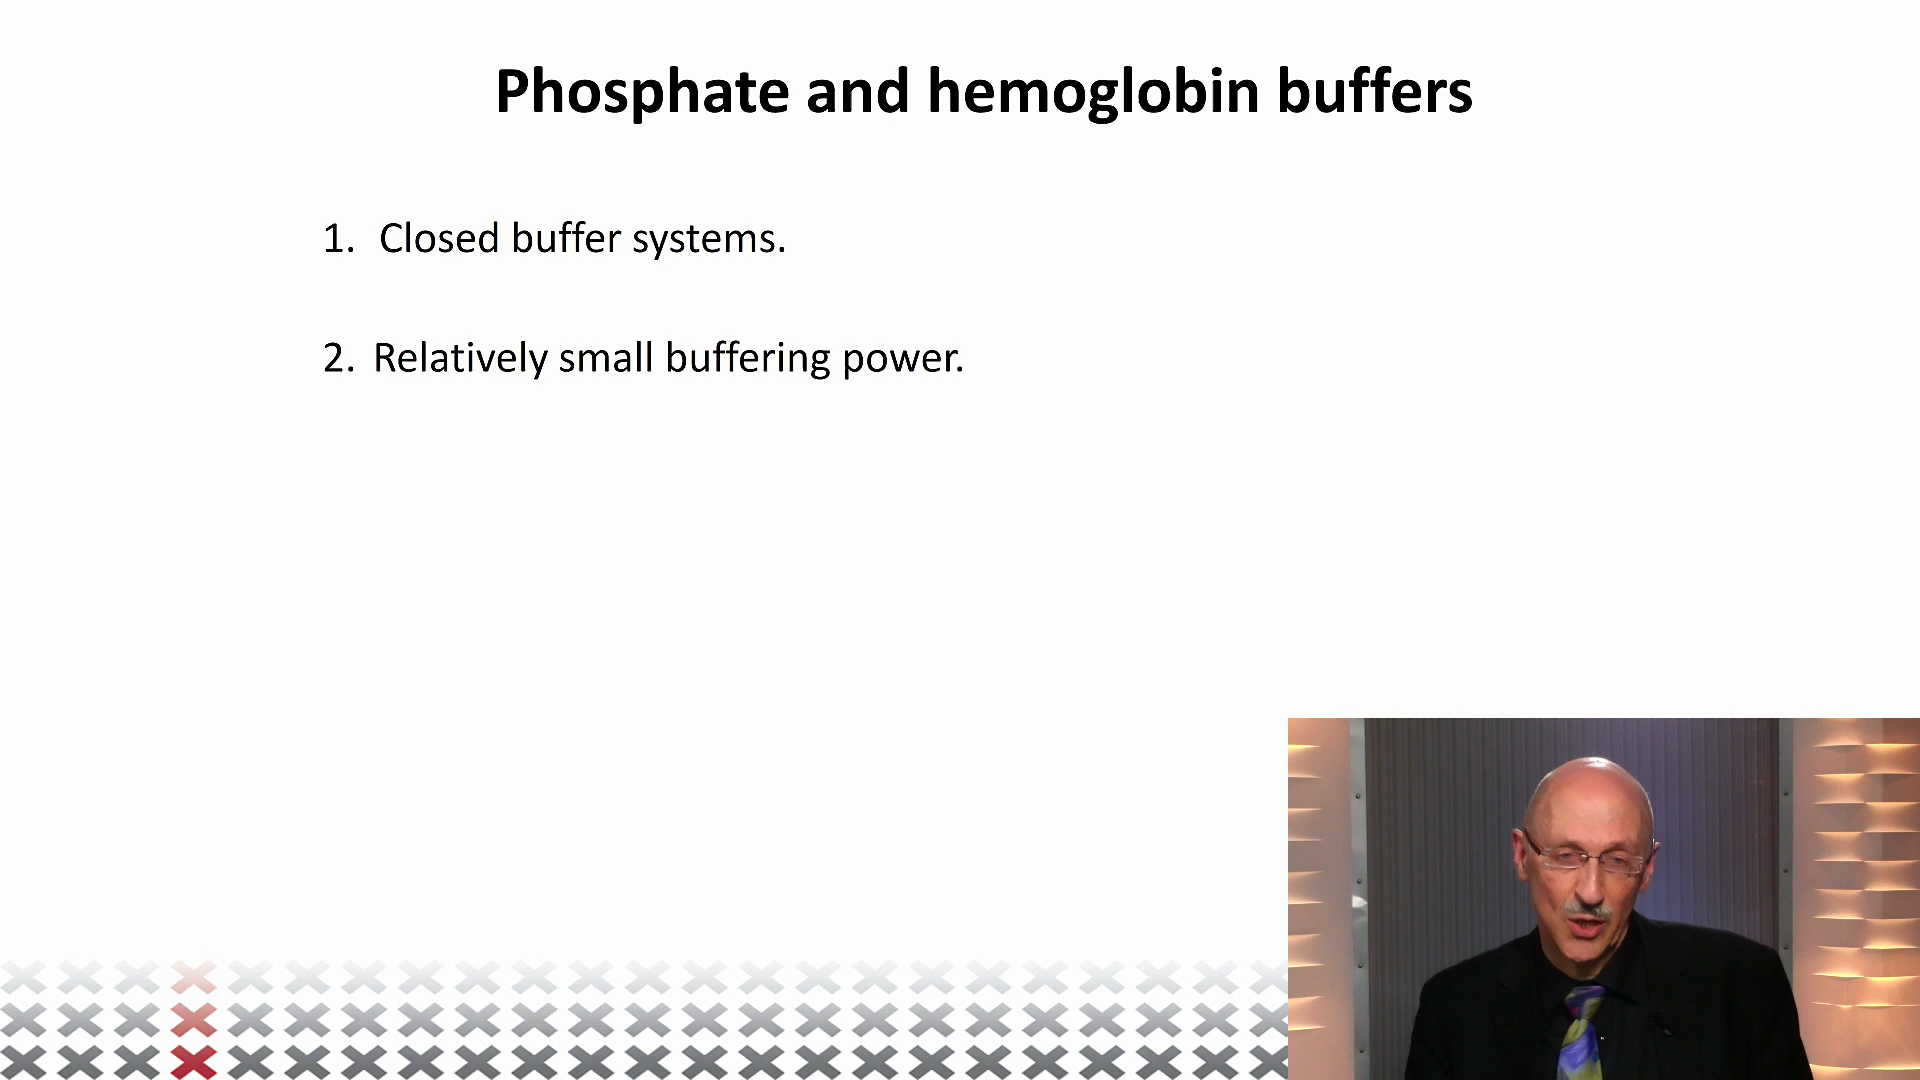 Phosphate and hemoglobin buffers
1. Closed buffer systems.
2. Relatively small buffering power.